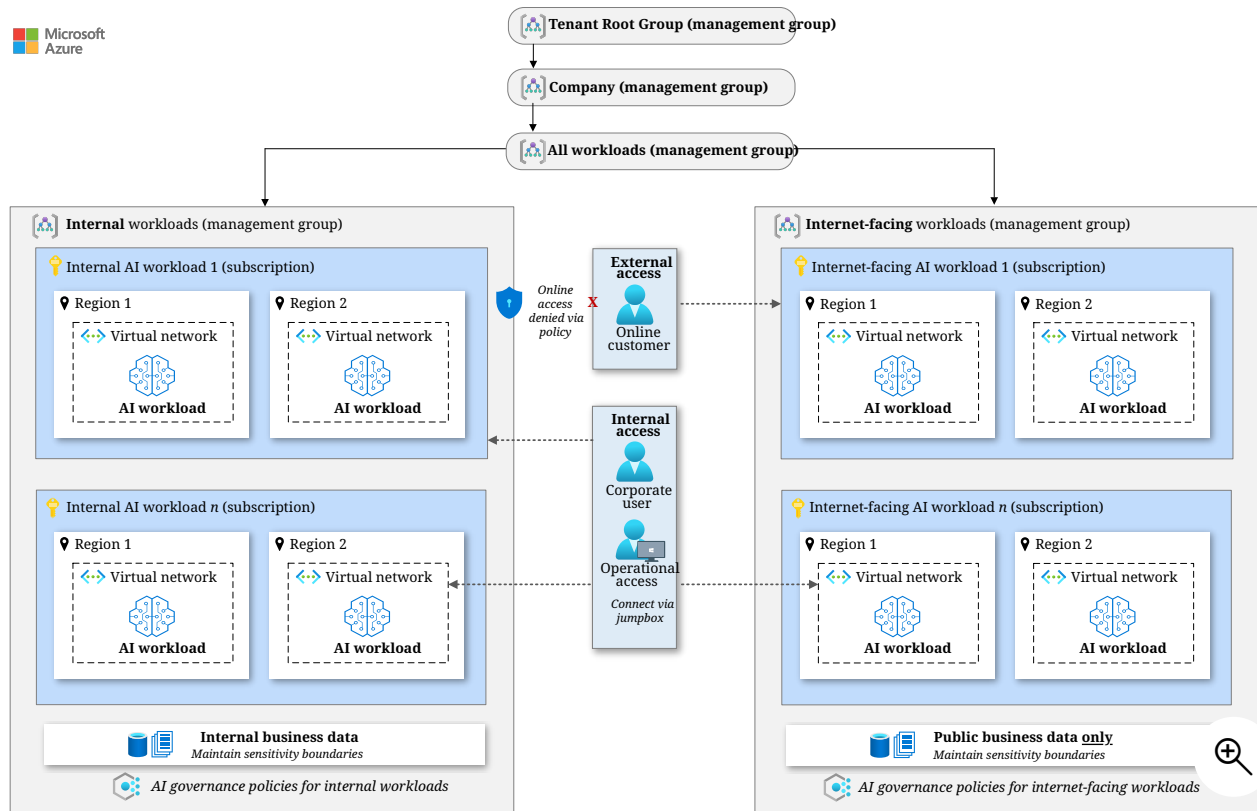 Microsoft
Azure
Tenant Root Group (management group)
Company (management group)
All workloads (management group)
Internal workloads (management group)
Internal AI workload 1 (subscription)
Region 1
Virtual network
AI workload
Region 2
Virtual network
AI workload
Internal AI workload n (subscription)
Region 1
Virtual network
AI workload
Region 2
Virtual network
AI workload
Internal business data
Maintain sensitivity boundaries
AI governance policies for internal workloads
Online
access
denied via
policy
X
External
access
Online
customer
Internal
access
Corporate
user
Operational
access
Connect via
jumpbox
Internet-facing workloads (management group)
Internet-facing AI workload 1 (subscription)
Region 1
Virtual network
AI workload
Region 2
Virtual network
AI workload
Internet-facing AI workload n (subscription)
Region 1
Virtual network
AI workload
Region 2
Virtual network
AI workload
Public business data only
Maintain sensitivity boundaries
AI governance policies for internet-facing workloads